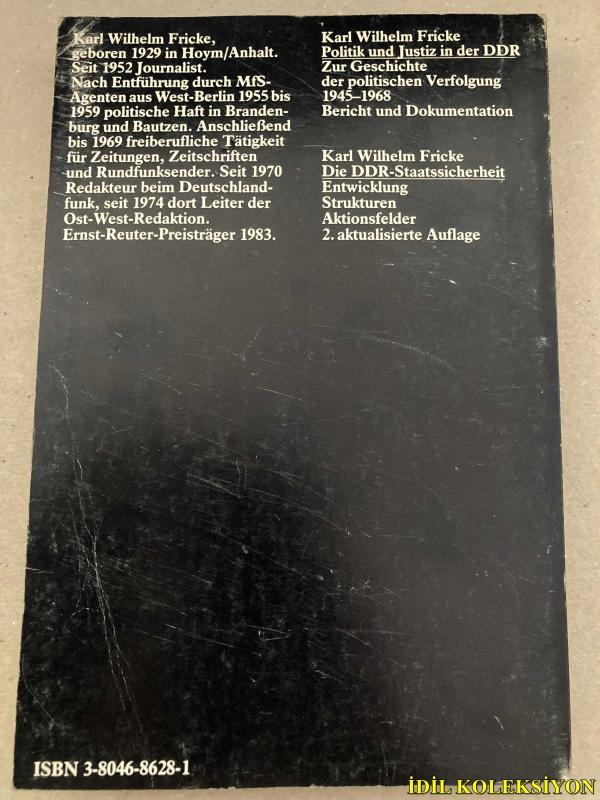 Karl Wilhelm Fricke,
geboren 1929 in Hoym/Anhalt.
Seit 1952 Journalist.
Nach Entführung durch MfS-
Agenten aus West-Berlin 1955 bis
1959 politische Haft in Branden-
burg und Bautzen. Anschließend
bis 1969 freiberufliche Tätigkeit
für Zeitungen, Zeitschriften
und Rundfunksender. Seit 1970
Redakteur beim Deutschland-
funk, seit 1974 dort Leiter der
Ost-West-Redaktion.
Ernst-Reuter-Preisträger 1983.
Karl Wilhelm Fricke
Politik und Justiz in der DDR
Zur Geschichte
der politischen Verfolgung
1945–1968
Bericht und Dokumentation
Karl Wilhelm Fricke
Die DDR-Staatssicherheit
Entwicklung
Strukturen
Aktionsfelder
2. aktualisierte Auflage
ISBN 3-8046-8628-1
İDİL KOLEKSİYON